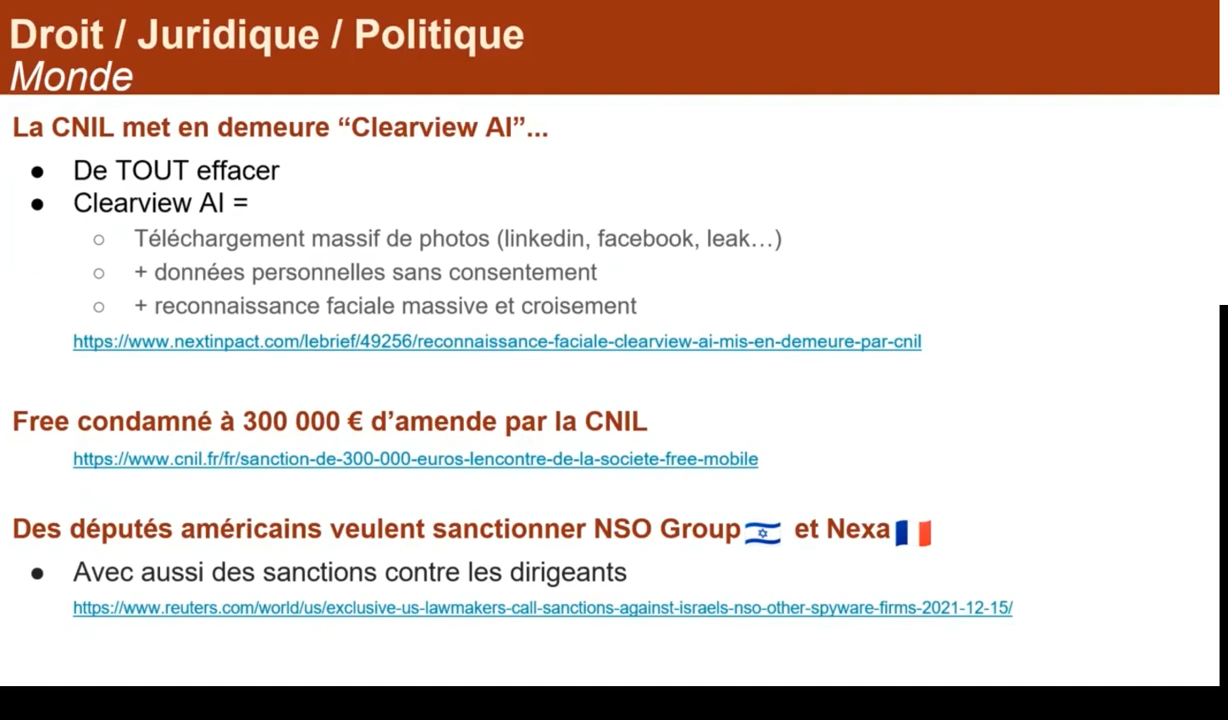 Droit / Juridique / Politique
Monde
La CNIL met en demeure “Clearview AI”...
● De TOUT effacer
● Clearview AI =
○ Téléchargement massif de photos (linkedin, facebook, leak…)
○ + données personnelles sans consentement
○ + reconnaissance faciale massive et croisement
https://www.nextinpact.com/lebrief/49256/reconnaissance-faciale-clearview-ai-mis-en-demeure-par-cnil
Free condamné à 300 000 € d’amende par la CNIL
https://www.cnil.fr/fr/sanction-de-300-000-euros-lencontre-de-la-societe-free-mobile
Des députés américains veulent sanctionner NSO Group🇮🇱 et Nexa🇫🇷
● Avec aussi des sanctions contre les dirigeants
https://www.reuters.com/world/us/exclusive-us-lawmakers-call-sanctions-against-israels-nso-other-spyware-firms-2021-12-15/